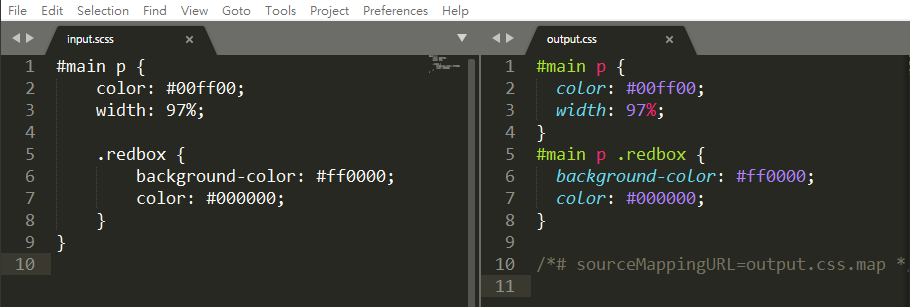 File Edit Selection Find View Goto Tools Project Preferences Help
input.scss
1 #main p {
2 color: #00ff00;
3 width: 97%;
4
5 .redbox {
6 background-color: #ff0000;
7 color: #000000;
8 }
9 }
10
output.css
1 #main p {
2 color: #00ff00;
3 width: 97%;
4 }
5 #main p .redbox {
6 background-color: #ff0000;
7 color: #000000;
8 }
9
10 /*# sourceMappingURL=output.css.map *
11